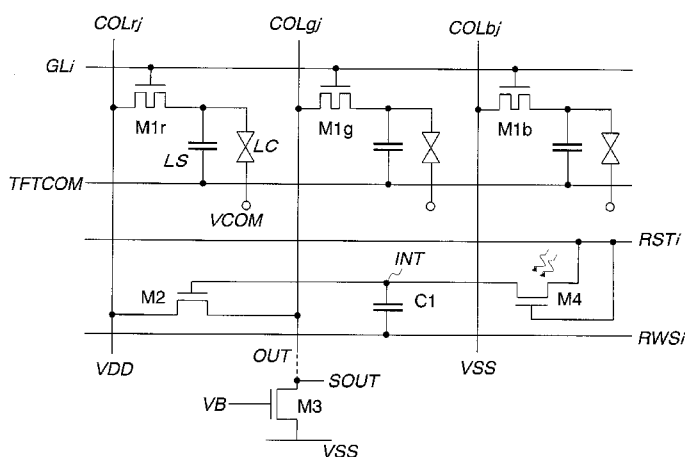 COLrj COLgj COLbj
GLi
M1r M1g M1b
LS LC
TFTCOM
VCOM
RSTi
INT
M2 C1 M4
RWSi
VDD OUT VSS
SOUT
VB M3
VSS